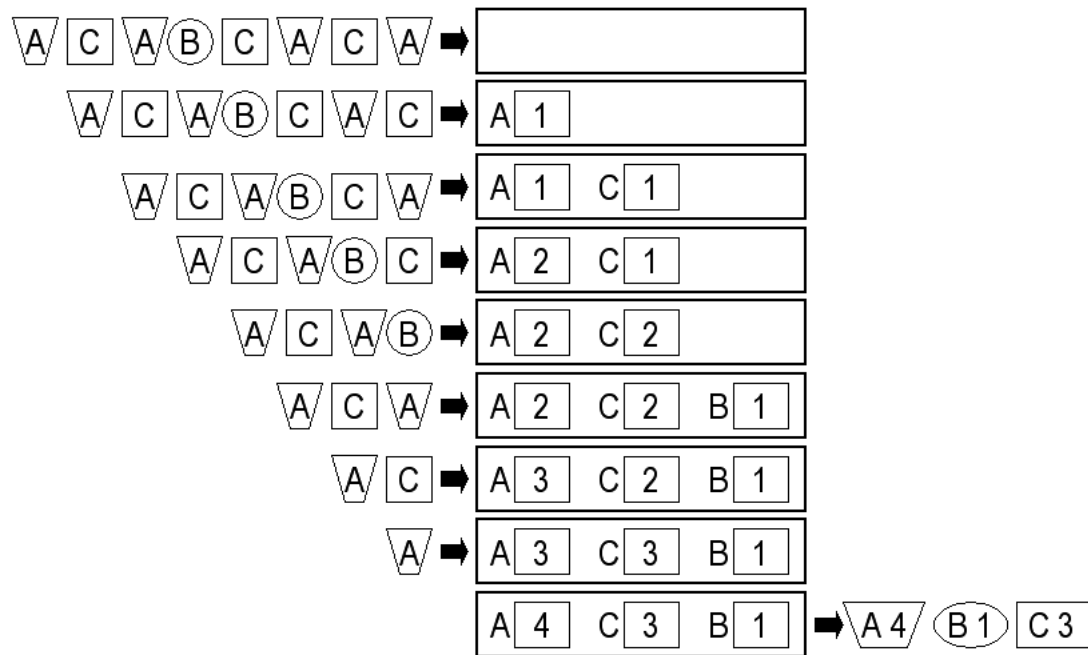 A C A B C A C A
A C A B C A C A 1
A C A B C A A 1 C 1
A C A B C A 2 C 1
A C A B A 2 C 2
A C A A 2 C 2 B 1
A C A 3 C 2 B 1
A A 3 C 3 B 1
A 4 C 3 B 1 A 4 B 1 C 3